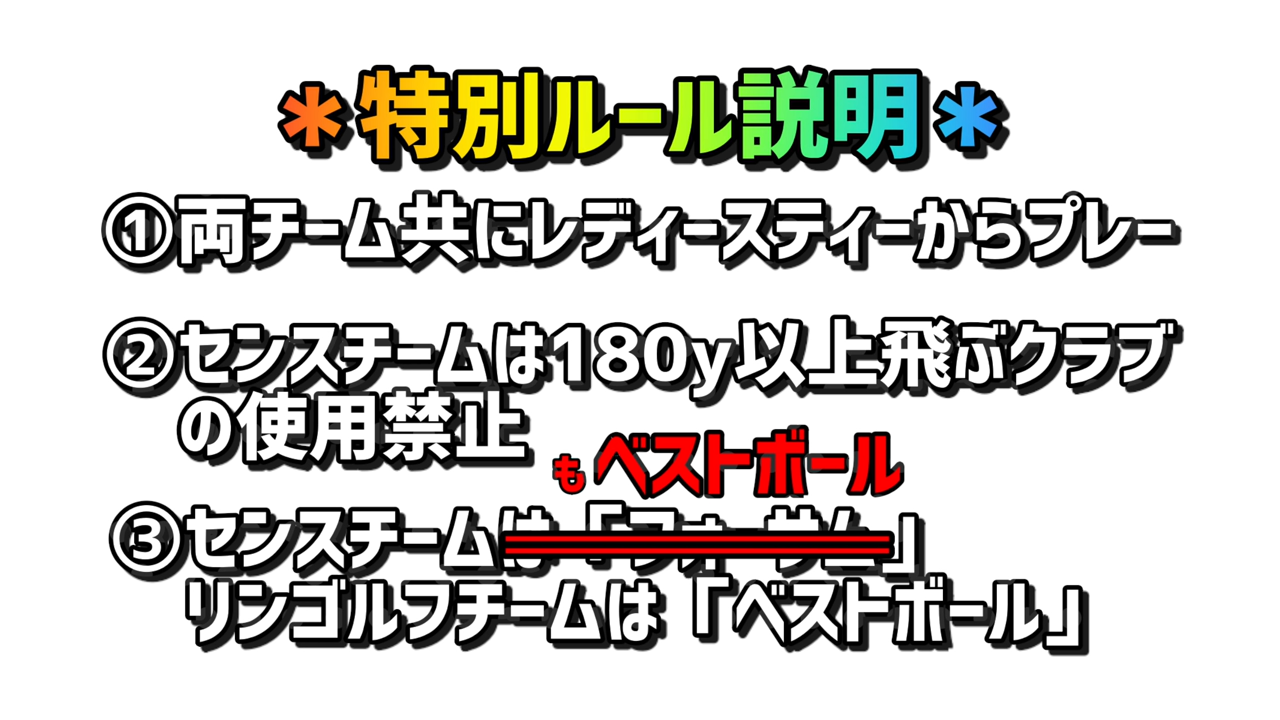 *特別ルール説明*
①両チーム共にレディースティーからプレー
②センスチームは180y以上飛ぶクラブ
の使用禁止
もベストボール
③センスチームは「フォーサム」
リンゴルフチームは「ベストボール」